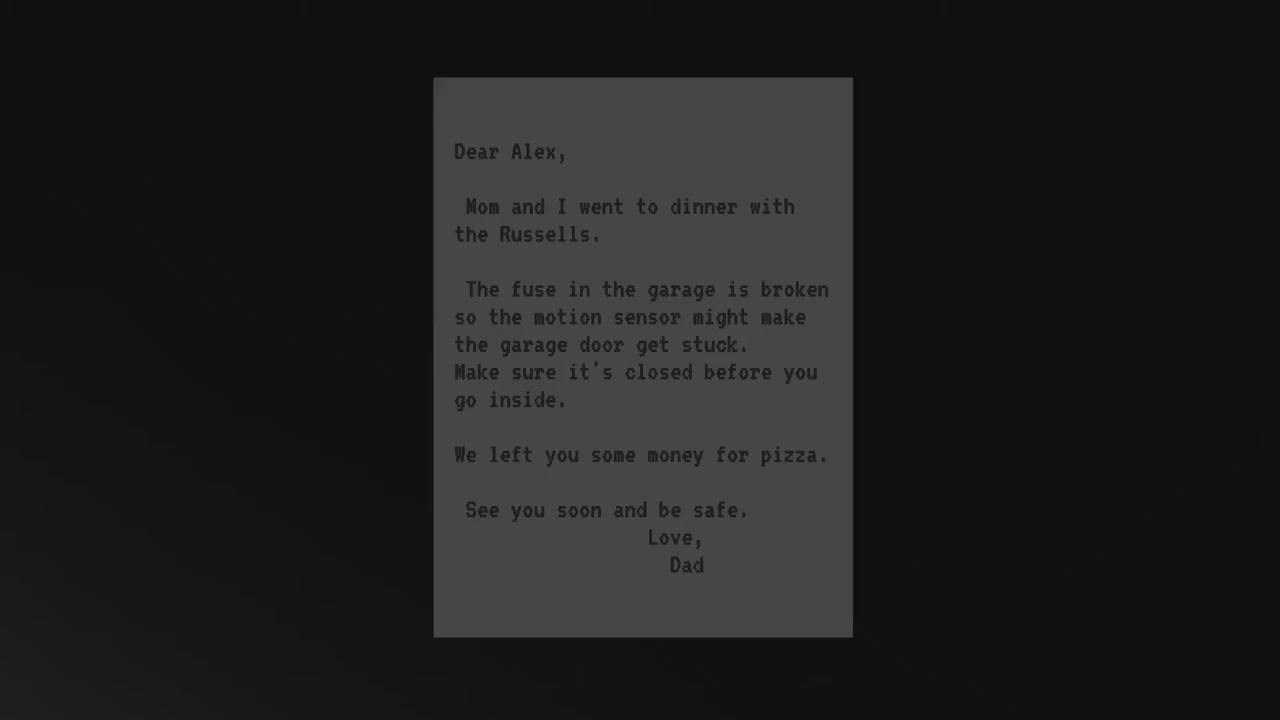 Dear Alex,
Mom and I went to dinner with
the Russells.
The fuse in the garage is broken
so the motion sensor might make
the garage door get stuck.
Make sure it's closed before you
go inside.
We left you some money for pizza.
See you soon and be safe.
Love,
Dad